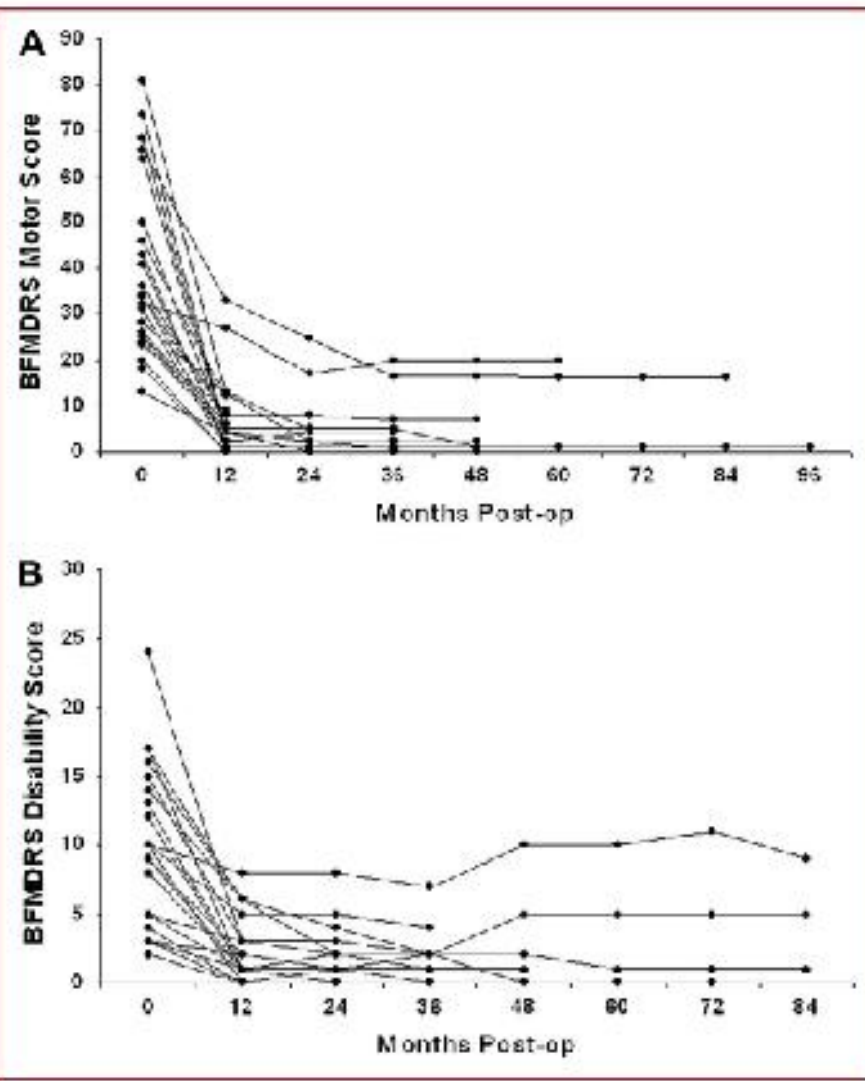 A
BFMDRS Motor Score
90
80
70
60
50
40
30
20
10
0
0 12 24 36 48 60 72 84 96
Months Post-op
B
BFMDRS Disability Score
30
25
20
15
10
5
0
0 12 24 36 48 60 72 84
Months Post-op